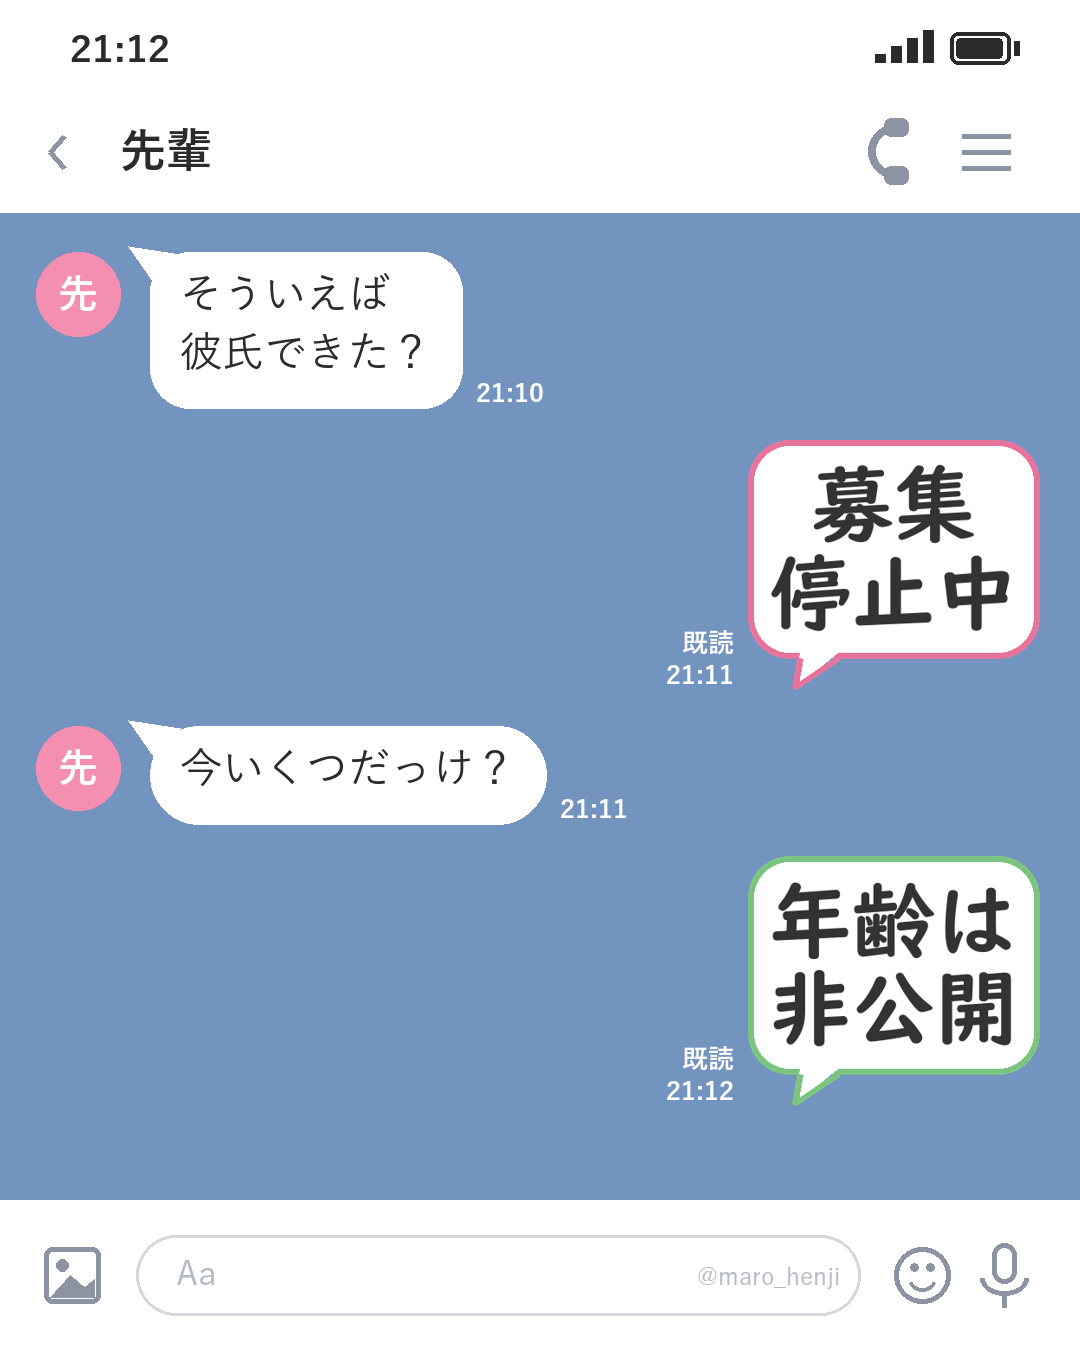 21:12
先輩
先
そういえば
彼氏できた？
21:10
募集
停止中
既読
21:11
先
今いくつだっけ？
21:11
年齢は
非公開
既読
21:12
Aa
@maro_henji